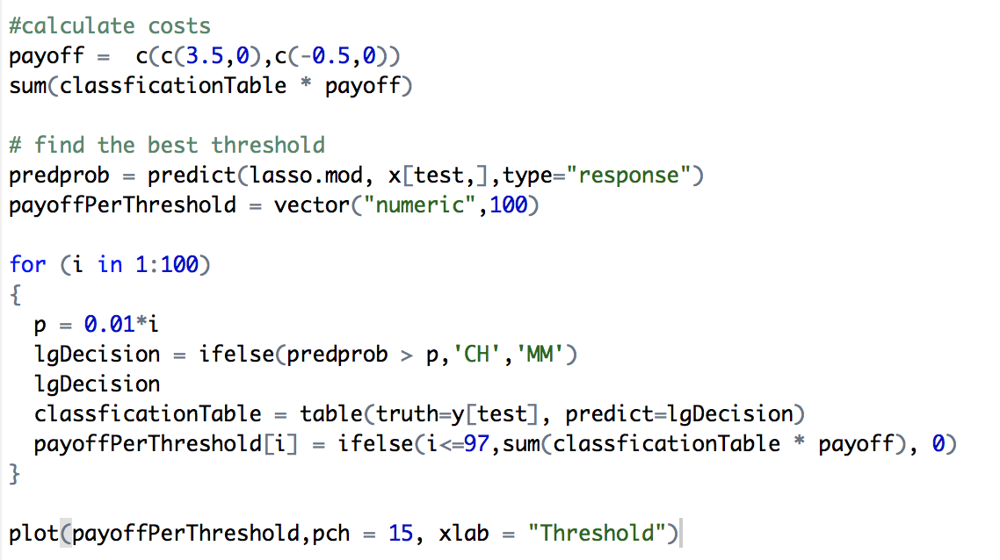 #calculate costs
payoff =  c(c(3.5,0),c(-0.5,0))
sum(classficationTable * payoff)
# find the best threshold
predprob = predict(lasso.mod, x[test,],type="response")
payoffPerThreshold = vector("numeric",100)
for (i in 1:100)
{
  p = 0.01*i
  lgDecision = ifelse(predprob > p,'CH','MM')
  lgDecision
  classficationTable = table(truth=y[test], predict=lgDecision)
  payoffPerThreshold[i] = ifelse(i<=97,sum(classficationTable * payoff), 0)
}
plot(payoffPerThreshold,pch = 15, xlab = "Threshold")